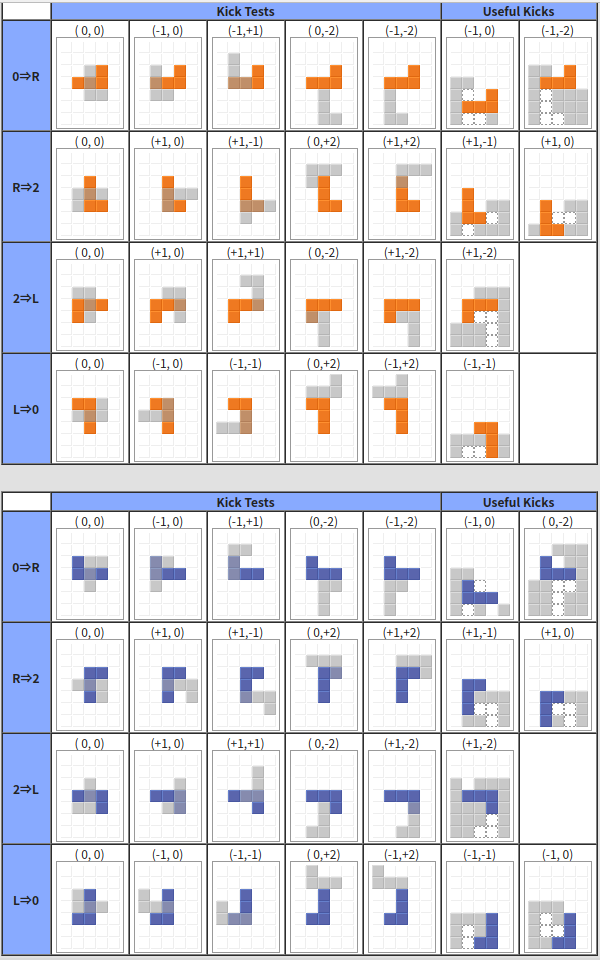 Kick Tests Useful Kicks
( 0, 0) (-1, 0) (-1,+1) ( 0,-2) (-1,-2) (-1, 0) (-1,-2)
0⇒R
( 0, 0) (+1, 0) (+1,-1) ( 0,+2) (+1,+2) (+1,-1) (+1, 0)
R⇒2
( 0, 0) (+1, 0) (+1,+1) ( 0,-2) (+1,-2) (+1,-2)
2⇒L
( 0, 0) (-1, 0) (-1,-1) ( 0,+2) (-1,+2) (-1,-1)
L⇒0
Kick Tests Useful Kicks
( 0, 0) (-1, 0) (-1,+1) (0,-2) (-1,-2) (-1, 0) ( 0,-2)
0⇒R
( 0, 0) (+1, 0) (+1,-1) (0,+2) (+1,+2) (+1,-1) (+1, 0)
R⇒2
( 0, 0) (+1, 0) (+1,+1) ( 0,-2) (+1,-2) (+1,-2)
2⇒L
( 0, 0) (-1, 0) (-1,-1) ( 0,+2) (-1,+2) (-1,-1) (-1, 0)
L⇒0